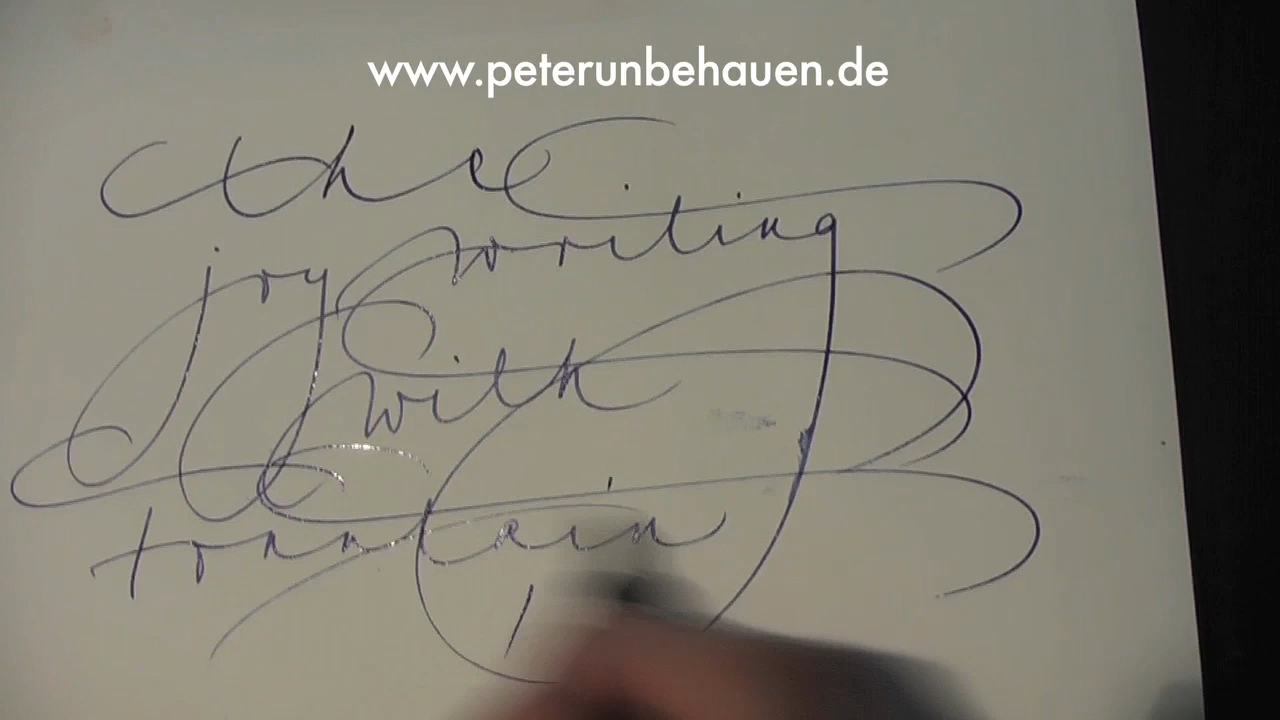 www.peterunbehauen.de
the
joy writing
with
fountain